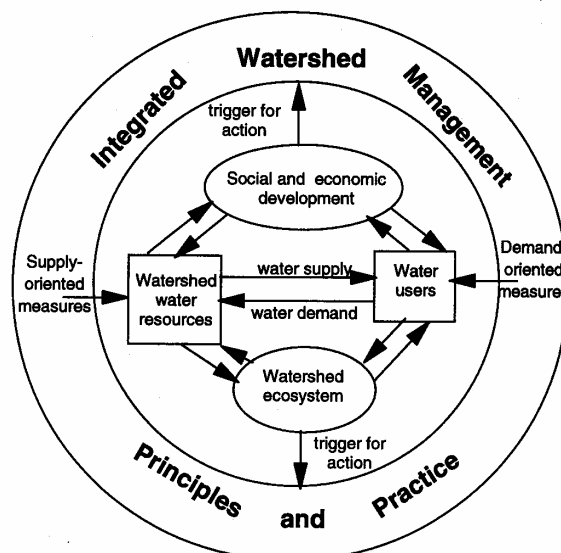 Integrated Watershed Management
trigger for
action
Social and economic
development
Supply-
oriented
measures
Watershed
water
resources
water supply
water demand
Water
users
Demand
oriented
measure
Watershed
ecosystem
trigger for
action
Principles and Practice